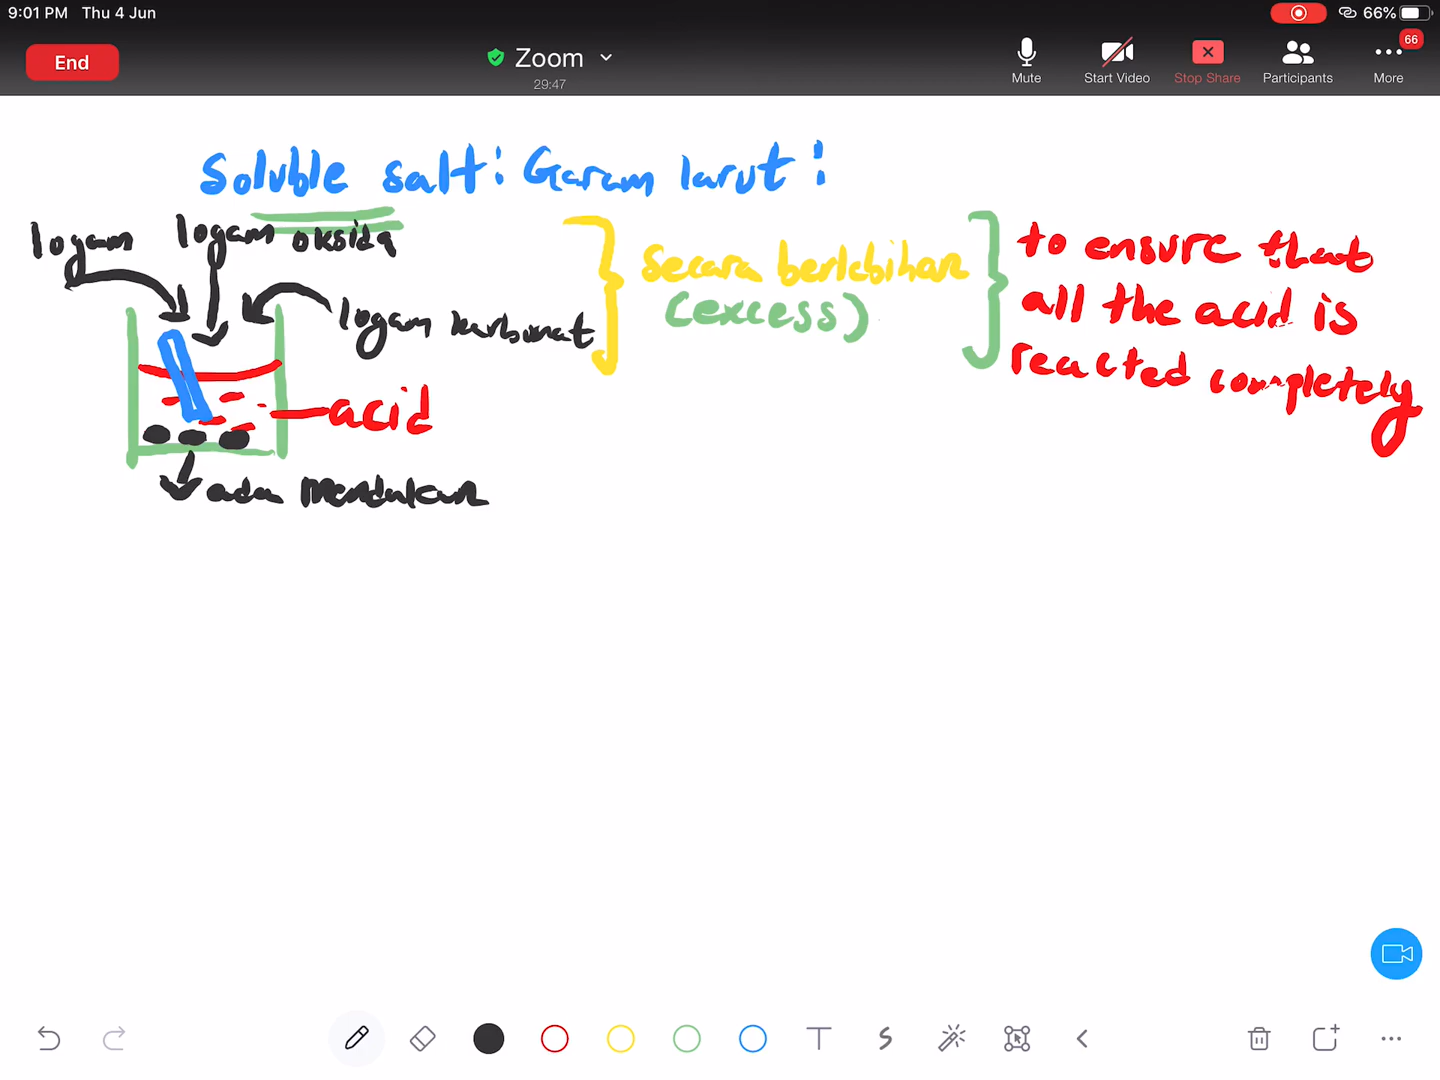 9:01 PM Thu 4 Jun
66%
End
Zoom
29:47
Mute
Start Video
Stop Share
Participants
66
More
Soluble salt: Garam larut:
logam
logam oksida
logam karbonat
secara berlebihan
(excess)
to ensure that
all the acid is
reacted completely
acid
ada mendakan
T
S